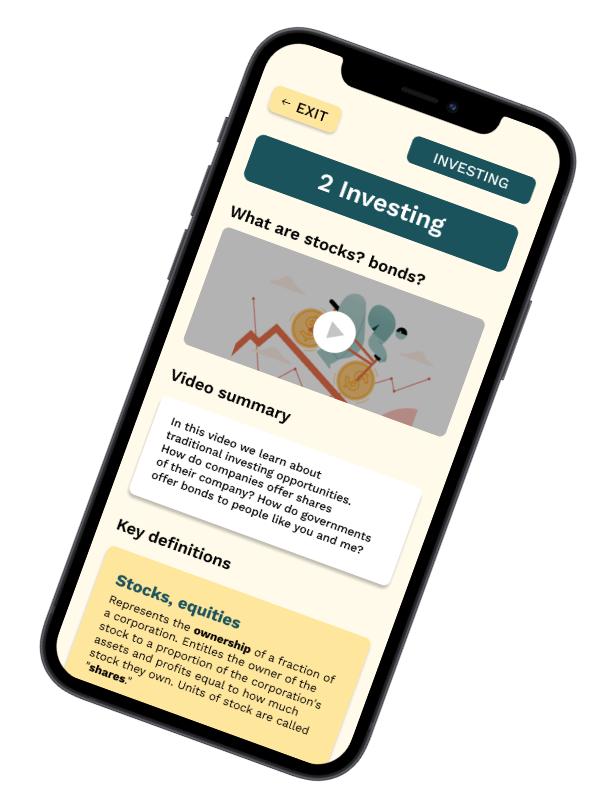 ← EXIT
INVESTING
2 Investing
What are stocks? bonds?
Video summary
In this video we learn about
traditional investing opportunities.
How do companies offer shares
of their company? How do governments
offer bonds to people like you and me?
Key definitions
Stocks, equities
Represents the ownership of a fraction of
a corporation. Entitles the owner of the
stock to a proportion of the corporation's
assets and profits equal to how much
stock they own. Units of stock are called
"shares."